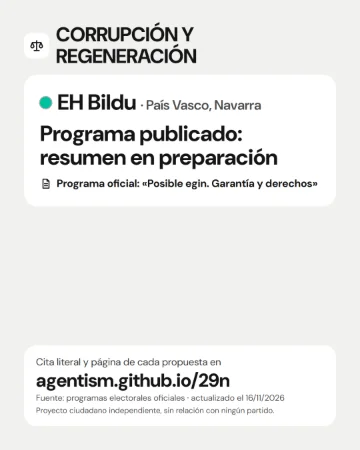 CORRUPCIÓN Y
REGENERACIÓN
EH Bildu · País Vasco, Navarra
Programa publicado:
resumen en preparación
Programa oficial: «Posible egin. Garantía y derechos»
Cita literal y página de cada propuesta en
agentism.github.io/29n
Fuente: programas electorales oficiales · actualizado el 16/11/2026
Proyecto ciudadano independiente, sin relación con ningún partido.